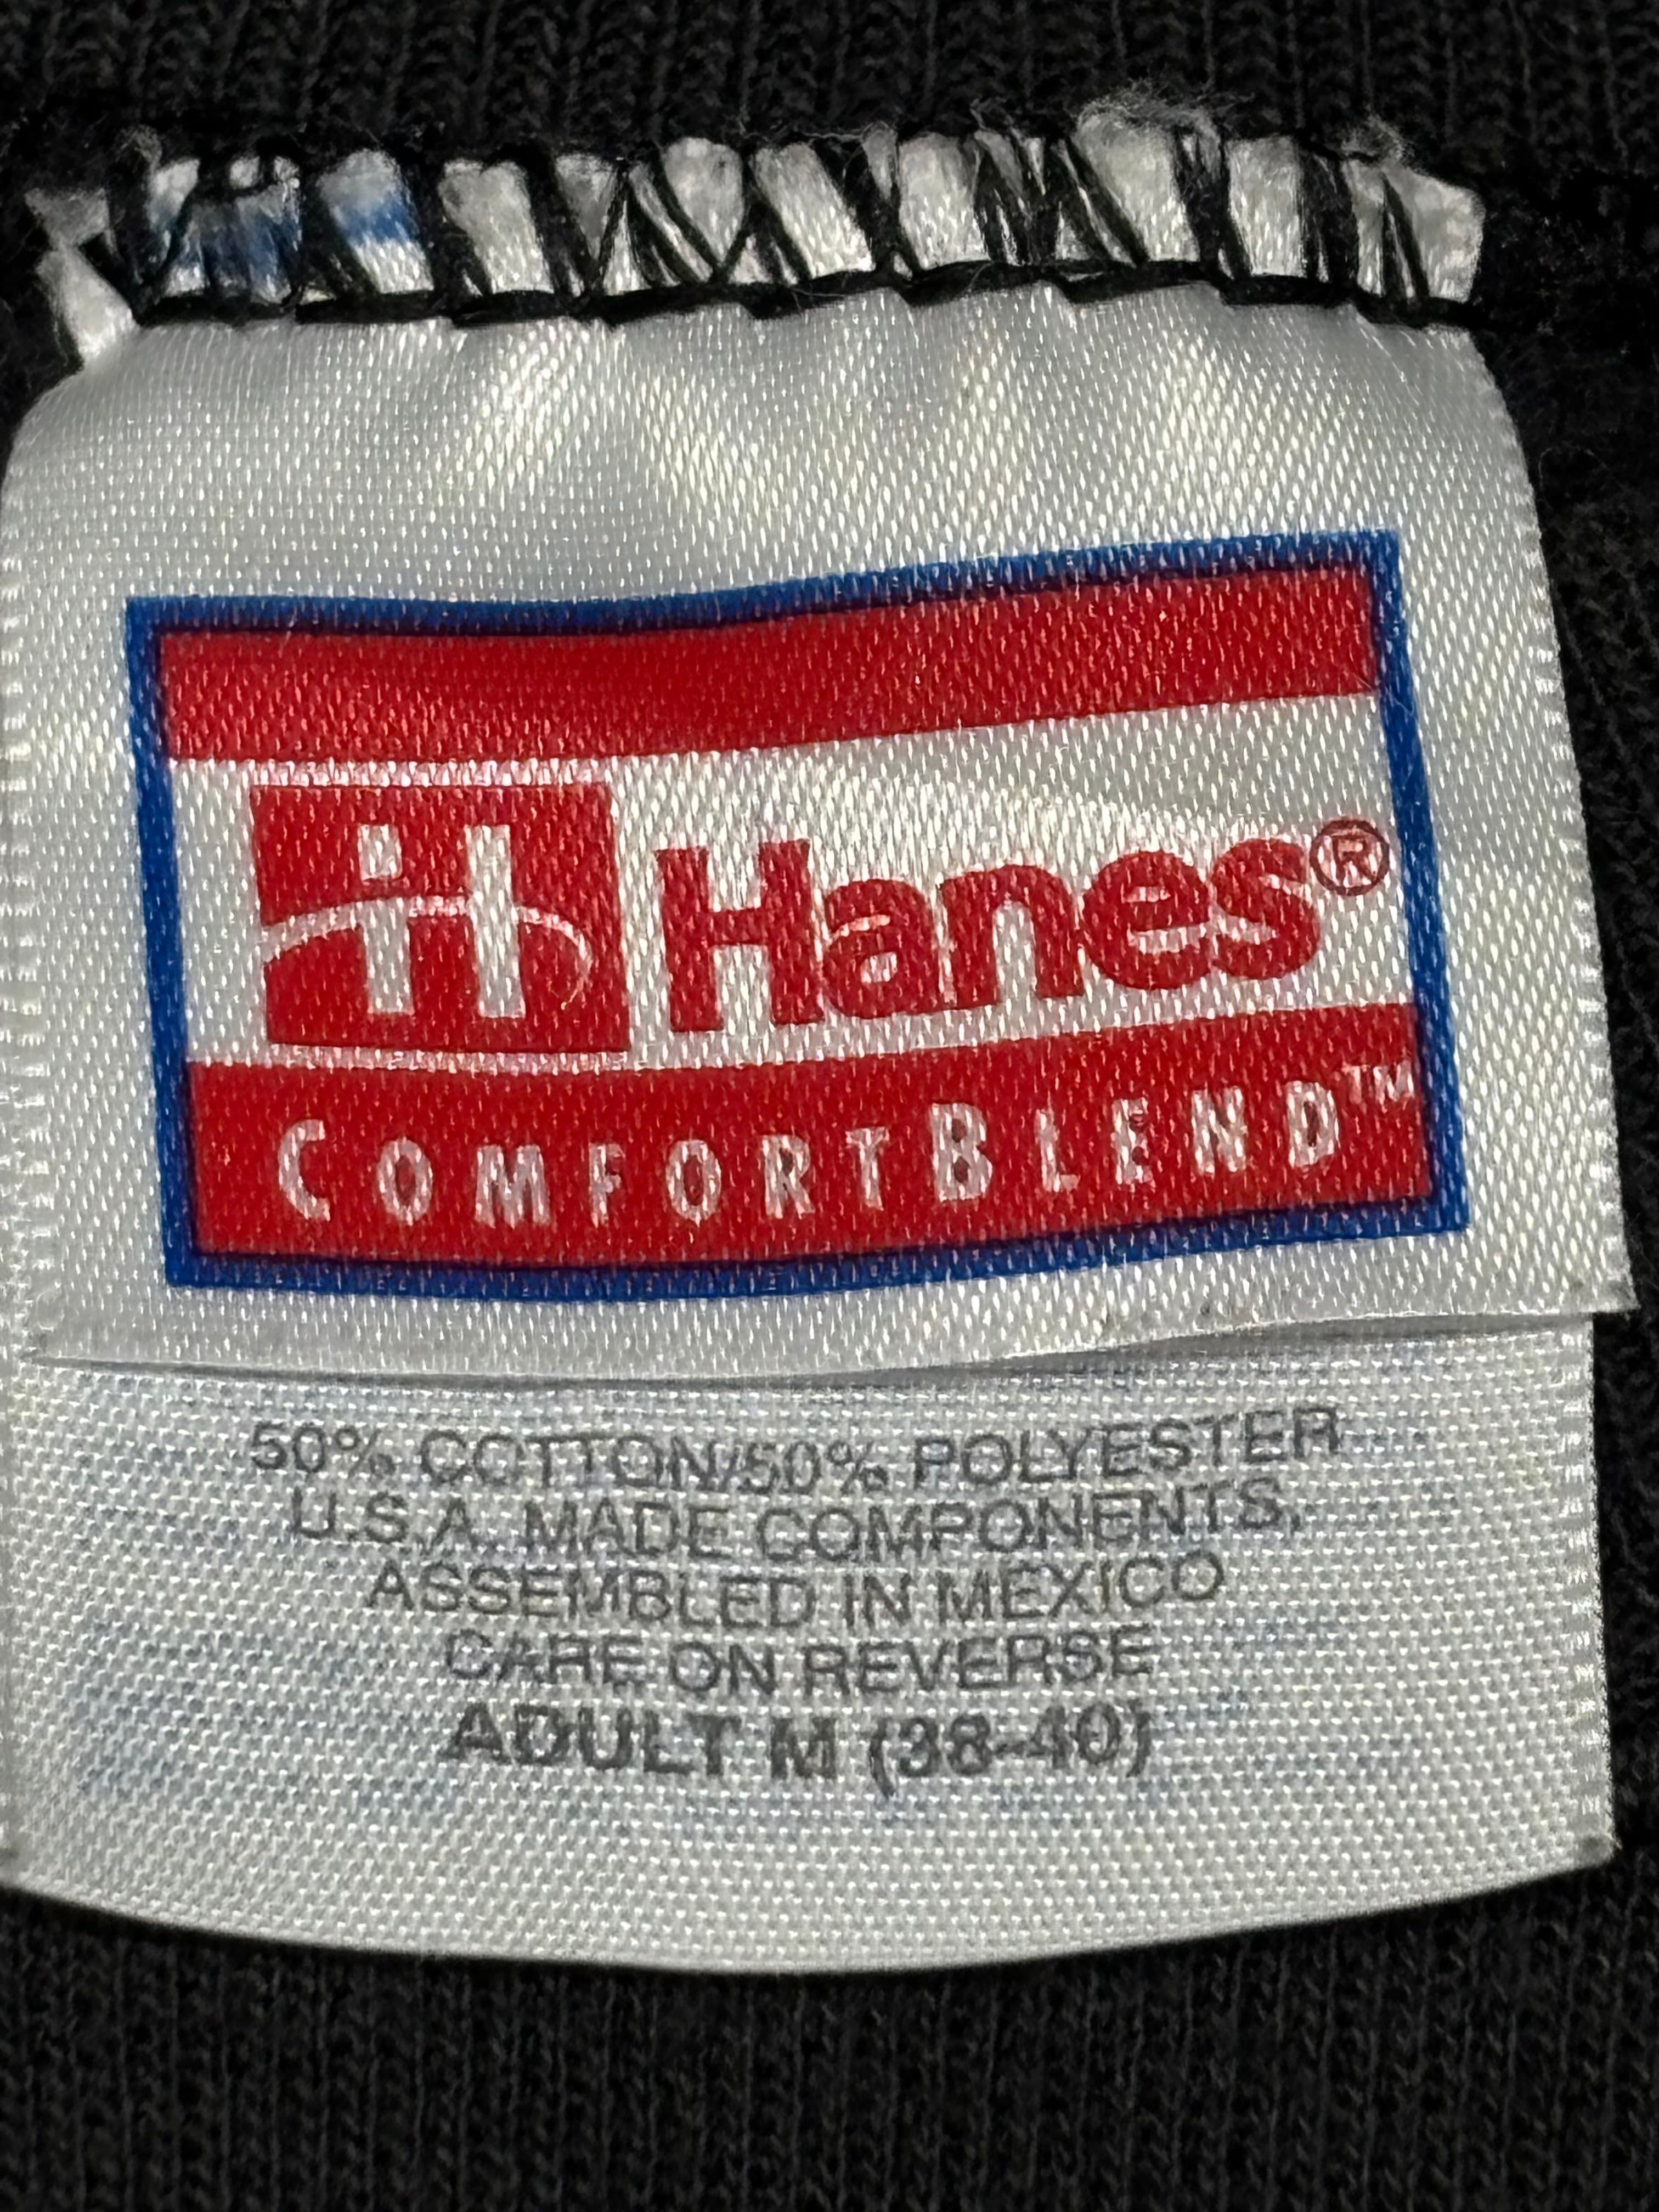 H Hanes®
COMFORTBLEND™
50% COTTON/50% POLYESTER
U.S.A. MADE COMPONENTS,
ASSEMBLED IN MEXICO
CARE ON REVERSE
ADULT M (38-40)